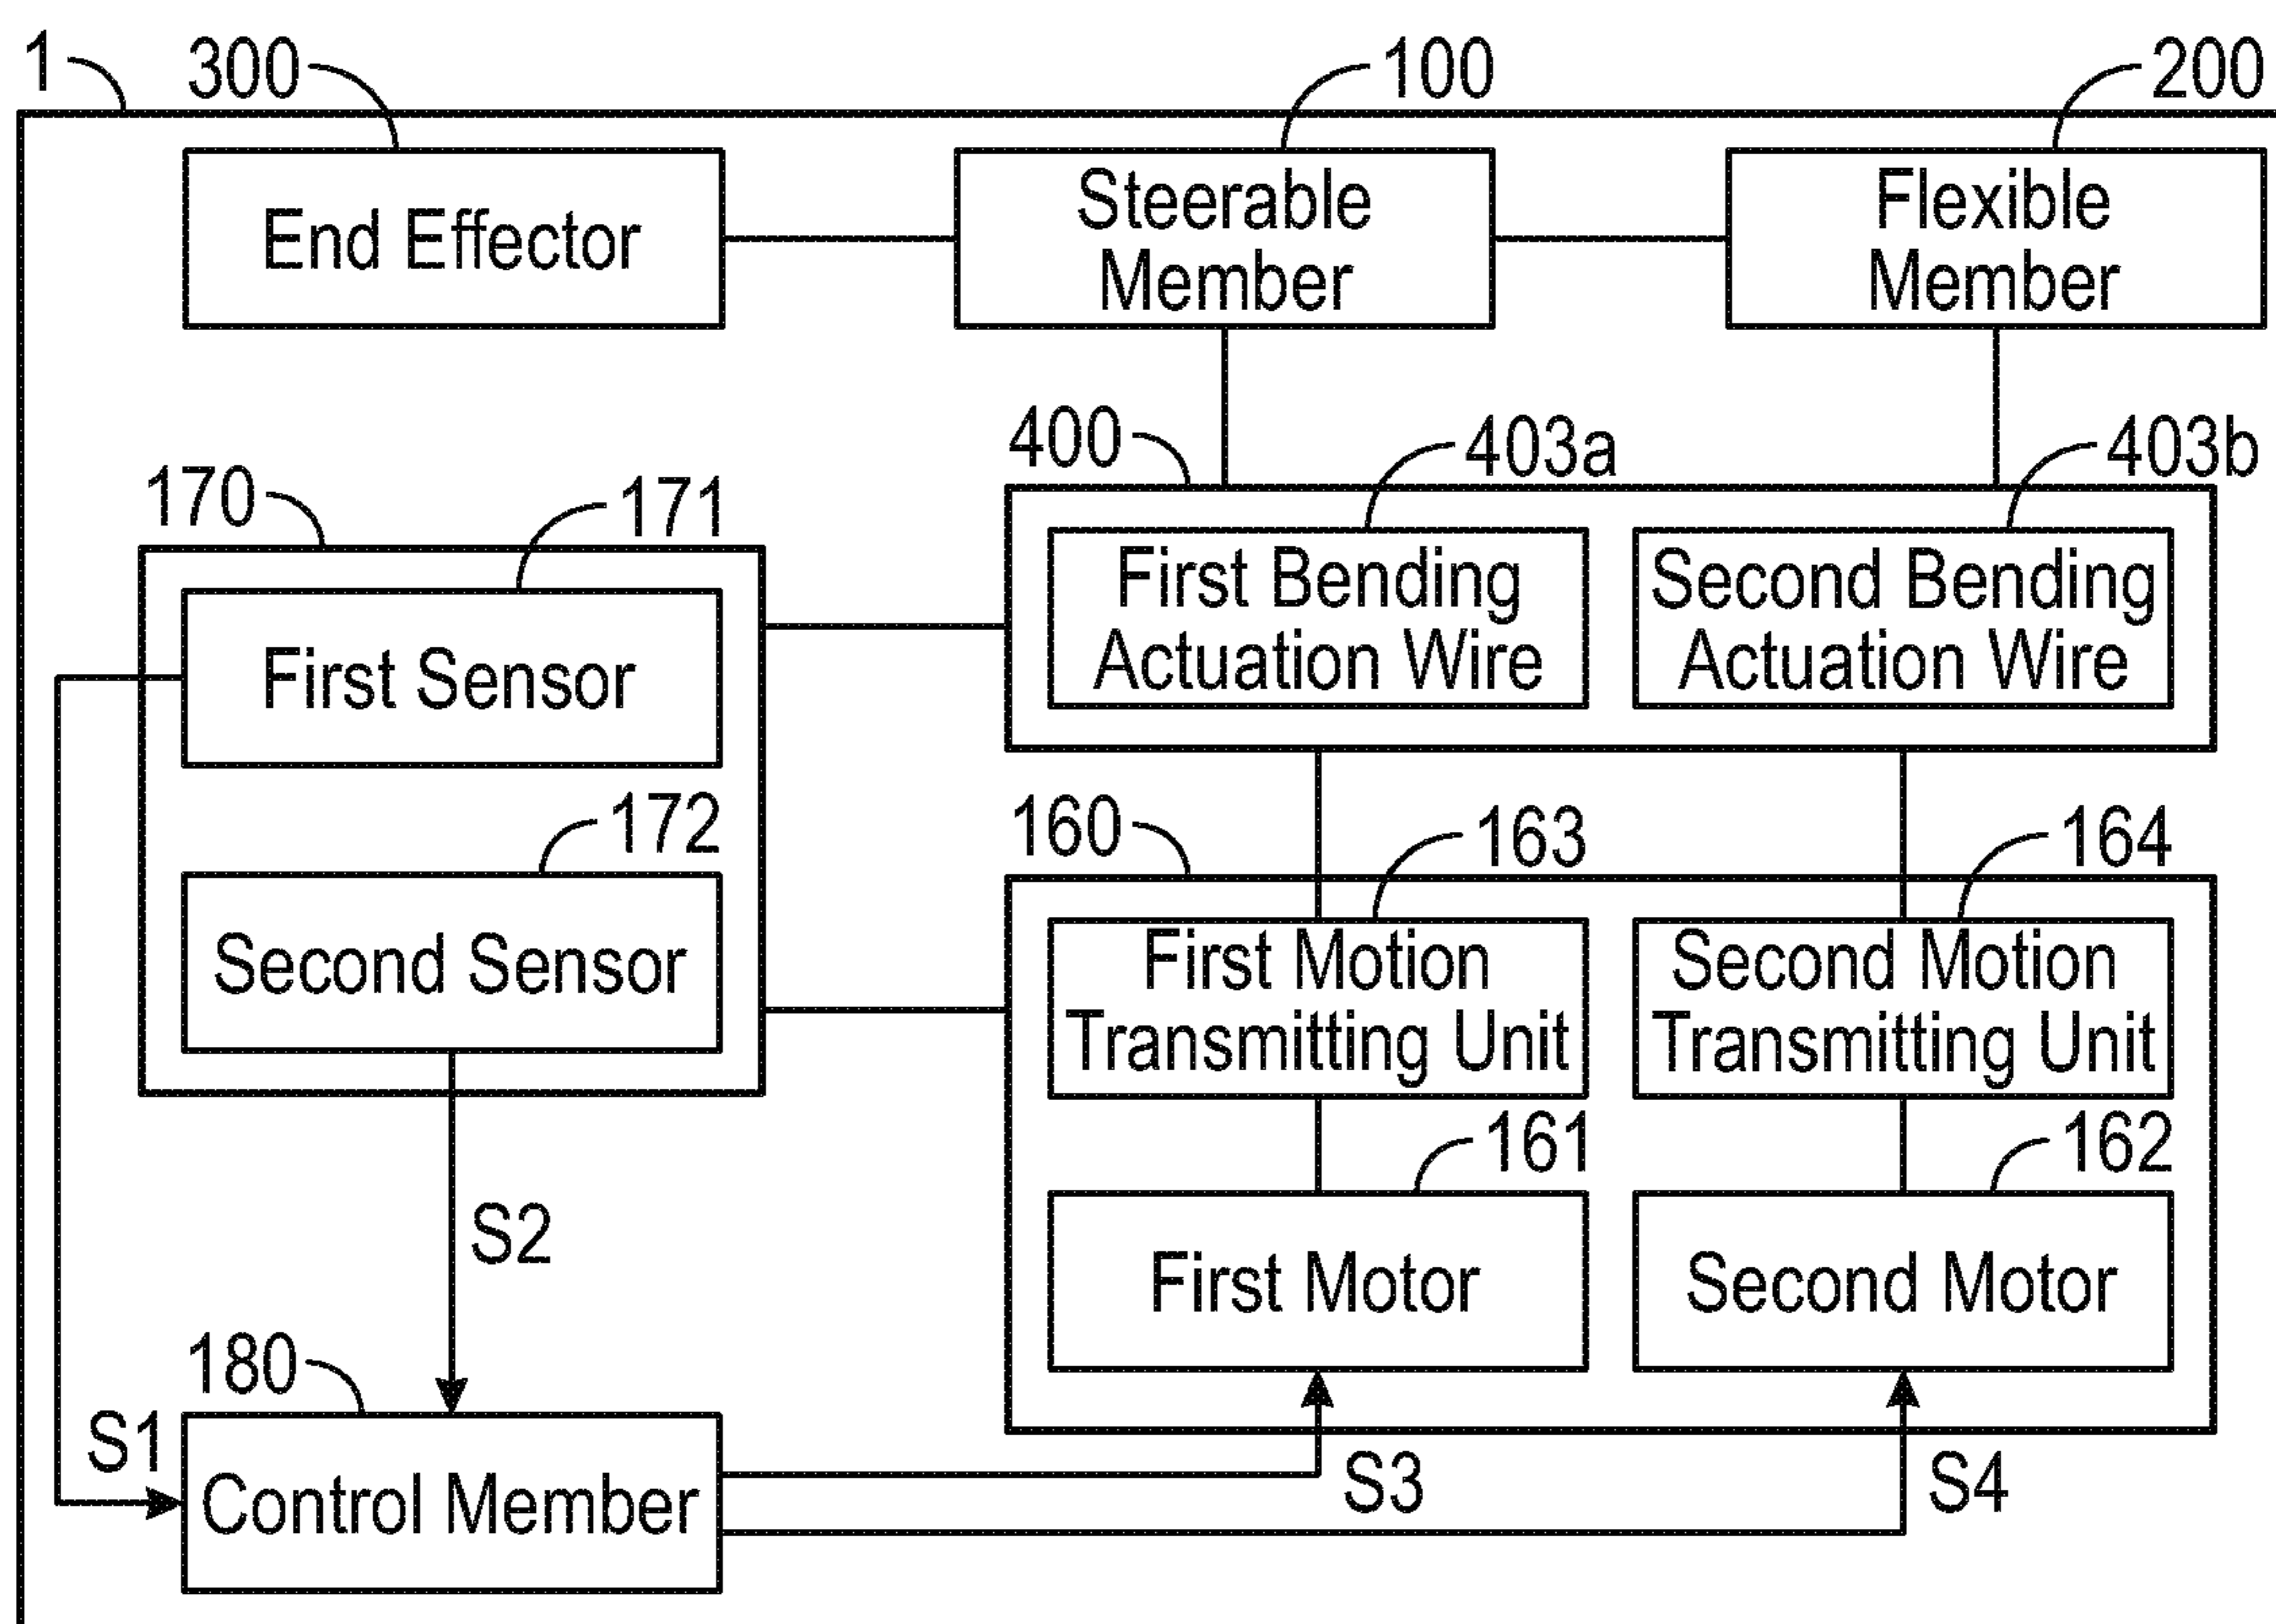 1
300
100
200
End Effector
Steerable
Member
Flexible
Member
400
403a
403b
170
171
First Sensor
First Bending
Actuation Wire
Second Bending
Actuation Wire
172
Second Sensor
160
163
164
First Motion
Transmitting Unit
Second Motion
Transmitting Unit
161
162
First Motor
Second Motor
S2
180
S1
Control Member
S3
S4